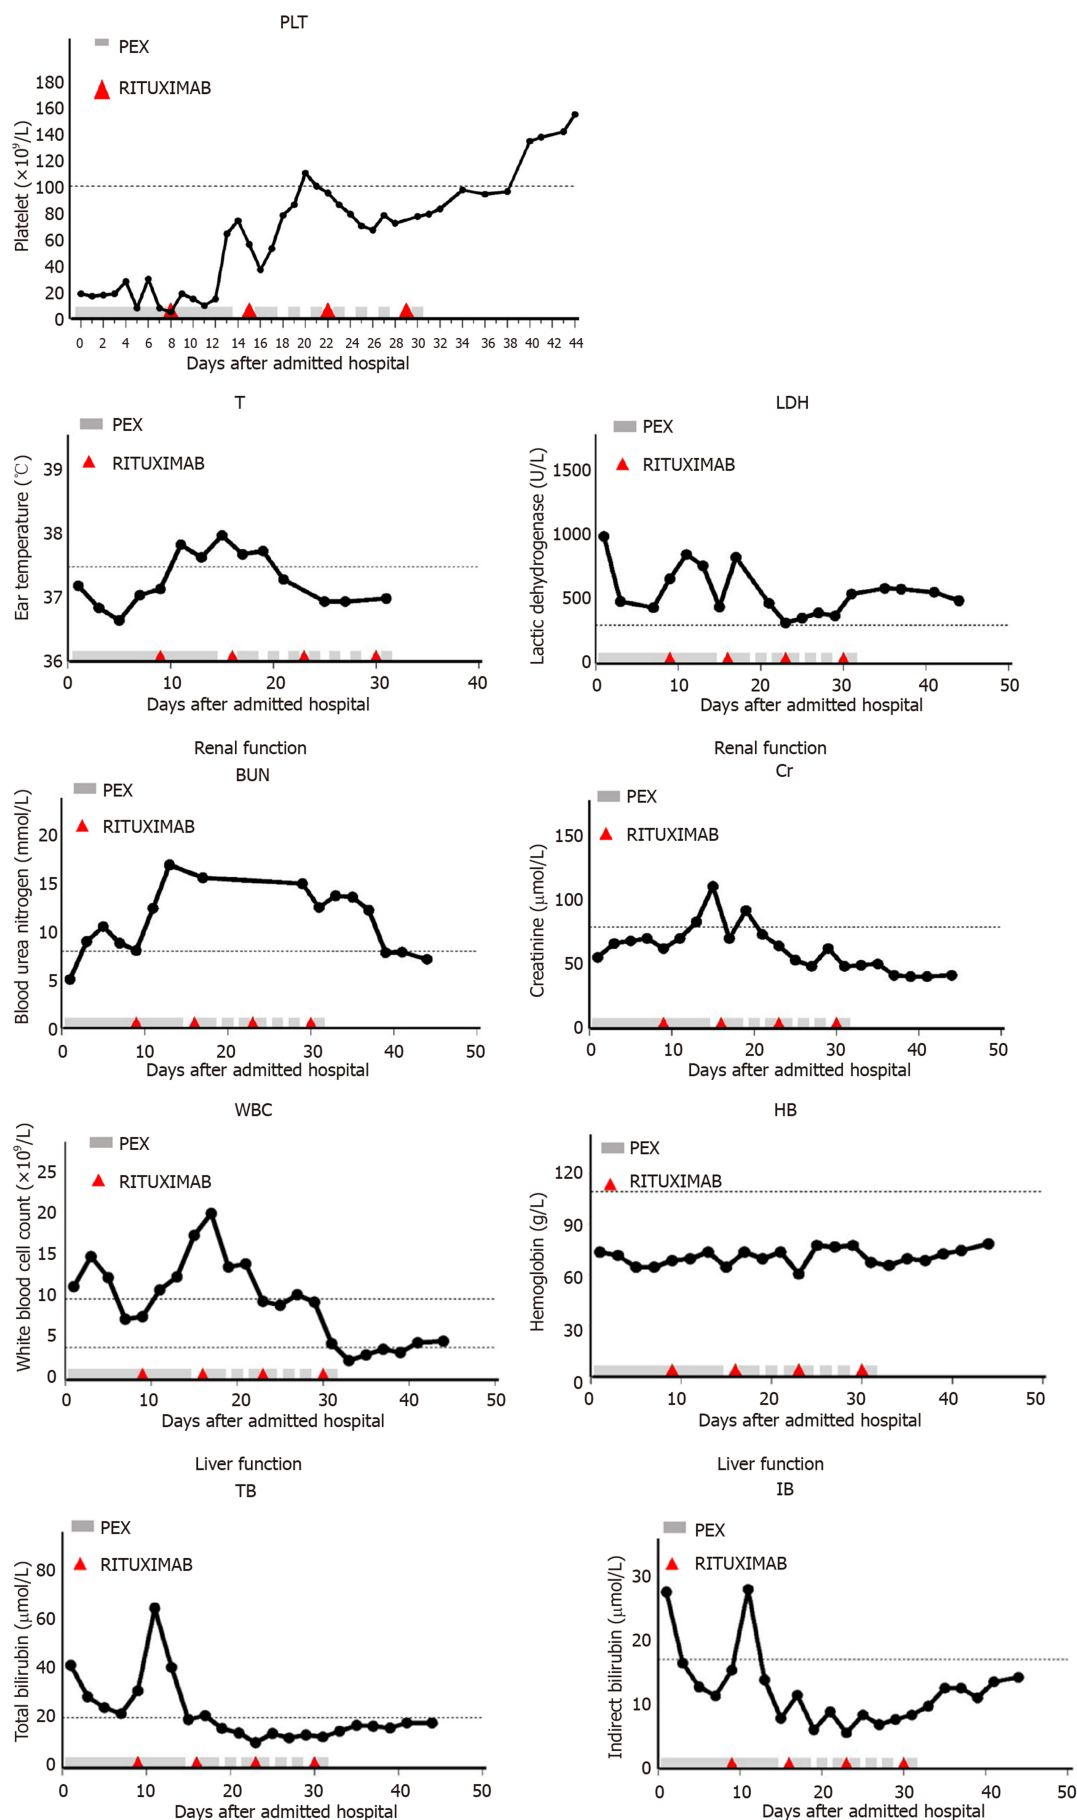 PLT
PEX
RITUXIMAB
180
160
140
120
100
80
60
40
20
0
Platelet (×10⁹/L)
0 2 4 6 8 10 12 14 16 18 20 22 24 26 28 30 32 34 36 38 40 42 44
Days after admitted hospital
T
PEX
RITUXIMAB
39
38
37
36
Ear temperature (℃)
0 10 20 30 40
Days after admitted hospital
LDH
PEX
RITUXIMAB
1500
1000
500
0
Lactic dehydrogenase (U/L)
0 10 20 30 40 50
Days after admitted hospital
Renal function
BUN
PEX
RITUXIMAB
20
15
10
5
0
Blood urea nitrogen (mmol/L)
0 10 20 30 40 50
Days after admitted hospital
Renal function
Cr
PEX
RITUXIMAB
150
100
50
0
Creatinine (μmol/L)
0 10 20 30 40 50
Days after admitted hospital
WBC
PEX
RITUXIMAB
25
20
15
10
5
0
White blood cell count (×10⁹/L)
0 10 20 30 40 50
Days after admitted hospital
HB
PEX
RITUXIMAB
120
90
60
30
0
Hemoglobin (g/L)
0 10 20 30 40 50
Days after admitted hospital
Liver function
TB
PEX
RITUXIMAB
80
60
40
20
0
Total bilirubin (μmol/L)
0 10 20 30 40 50
Days after admitted hospital
Liver function
IB
PEX
RITUXIMAB
30
20
10
0
Indirect bilirubin (μmol/L)
0 10 20 30 40 50
Days after admitted hospital